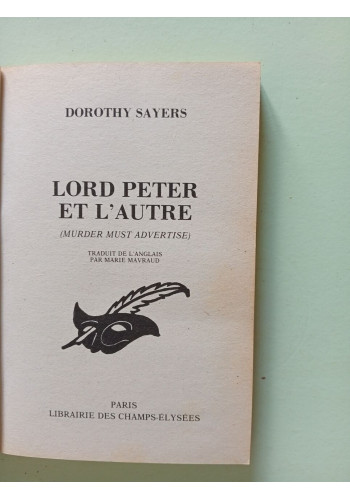 DOROTHY SAYERS
LORD PETER
ET L'AUTRE
(MURDER MUST ADVERTISE)
TRADUIT DE L'ANGLAIS
PAR MARIE MAVRAUD
PARIS
LIBRAIRIE DES CHAMPS-ÉLYSÉES